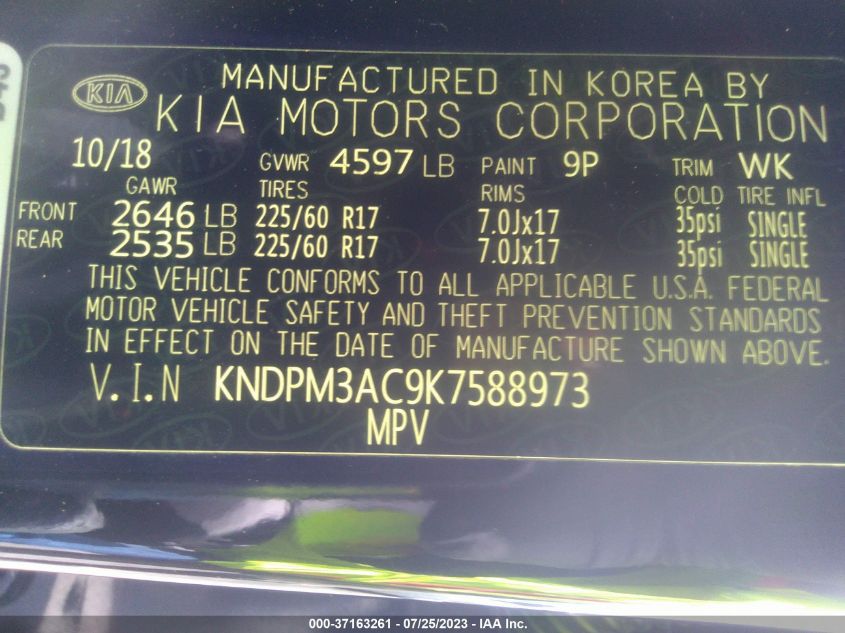 KIA
MANUFACTURED IN KOREA BY
KIA MOTORS CORPORATION
10/18 GVWR 4597 LB PAINT 9P TRIM WK
GAWR TIRES RIMS COLD TIRE INFL
FRONT 2646 LB 225/60 R17 7.0Jx17 35psi SINGLE
REAR 2535 LB 225/60 R17 7.0Jx17 35psi SINGLE
THIS VEHICLE CONFORMS TO ALL APPLICABLE U.S.A. FEDERAL
MOTOR VEHICLE SAFETY AND THEFT PREVENTION STANDARDS
IN EFFECT ON THE DATE OF MANUFACTURE SHOWN ABOVE.
V.I.N KNDPM3AC9K7588973
MPV
000-37163261 - 07/25/2023 - IAA Inc.